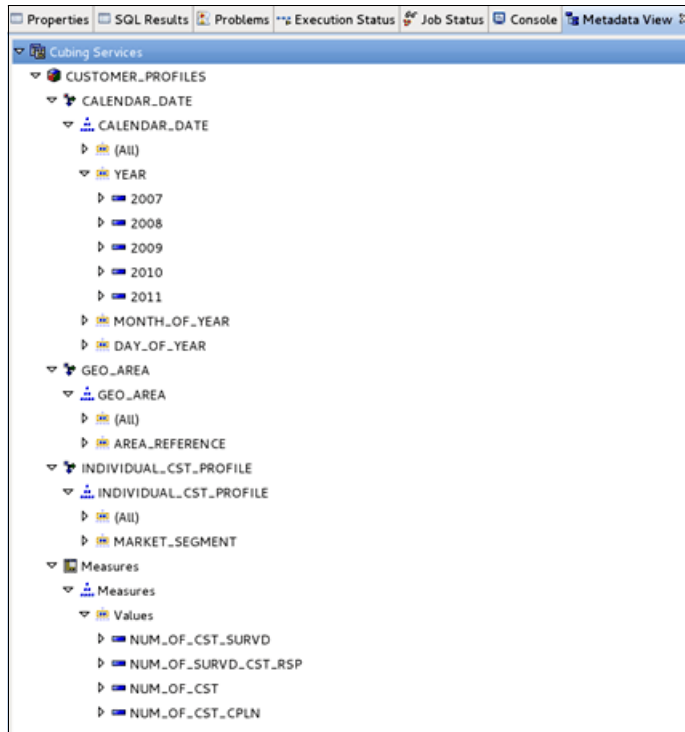 Properties SQL Results Problems Execution Status Job Status Console Metadata View
Cubing Services
CUSTOMER_PROFILES
CALENDAR_DATE
CALENDAR_DATE
(All)
YEAR
2007
2008
2009
2010
2011
MONTH_OF_YEAR
DAY_OF_YEAR
GEO_AREA
GEO_AREA
(All)
AREA_REFERENCE
INDIVIDUAL_CST_PROFILE
INDIVIDUAL_CST_PROFILE
(All)
MARKET_SEGMENT
Measures
Measures
Values
NUM_OF_CST_SURVD
NUM_OF_SURVD_CST_RSP
NUM_OF_CST
NUM_OF_CST_CPLN